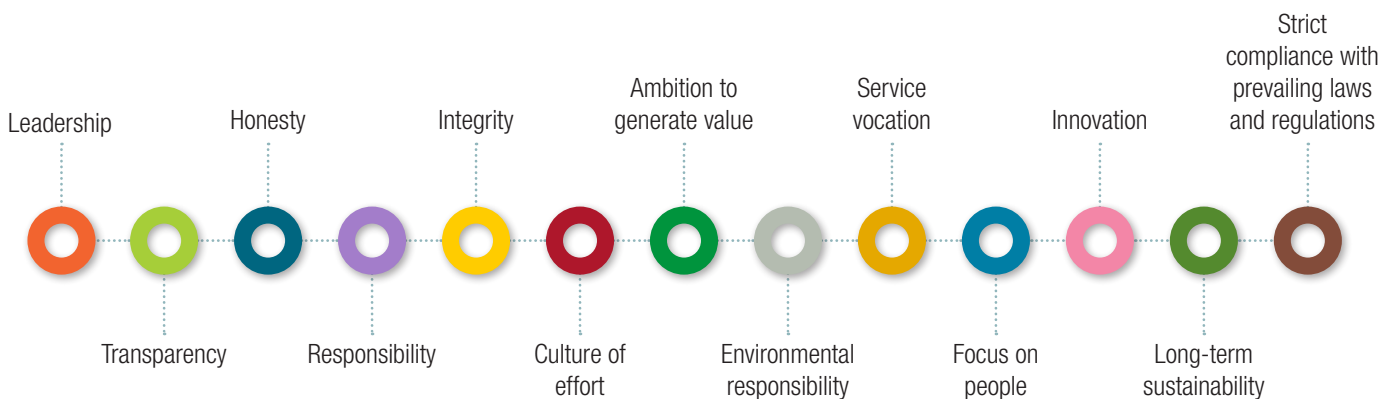 Leadership
Transparency
Honesty
Responsibility
Integrity
Culture of
effort
Ambition to
generate value
Environmental
responsibility
Service
vocation
Focus on
people
Innovation
Long-term
sustainability
Strict
compliance with
prevailing laws
and regulations